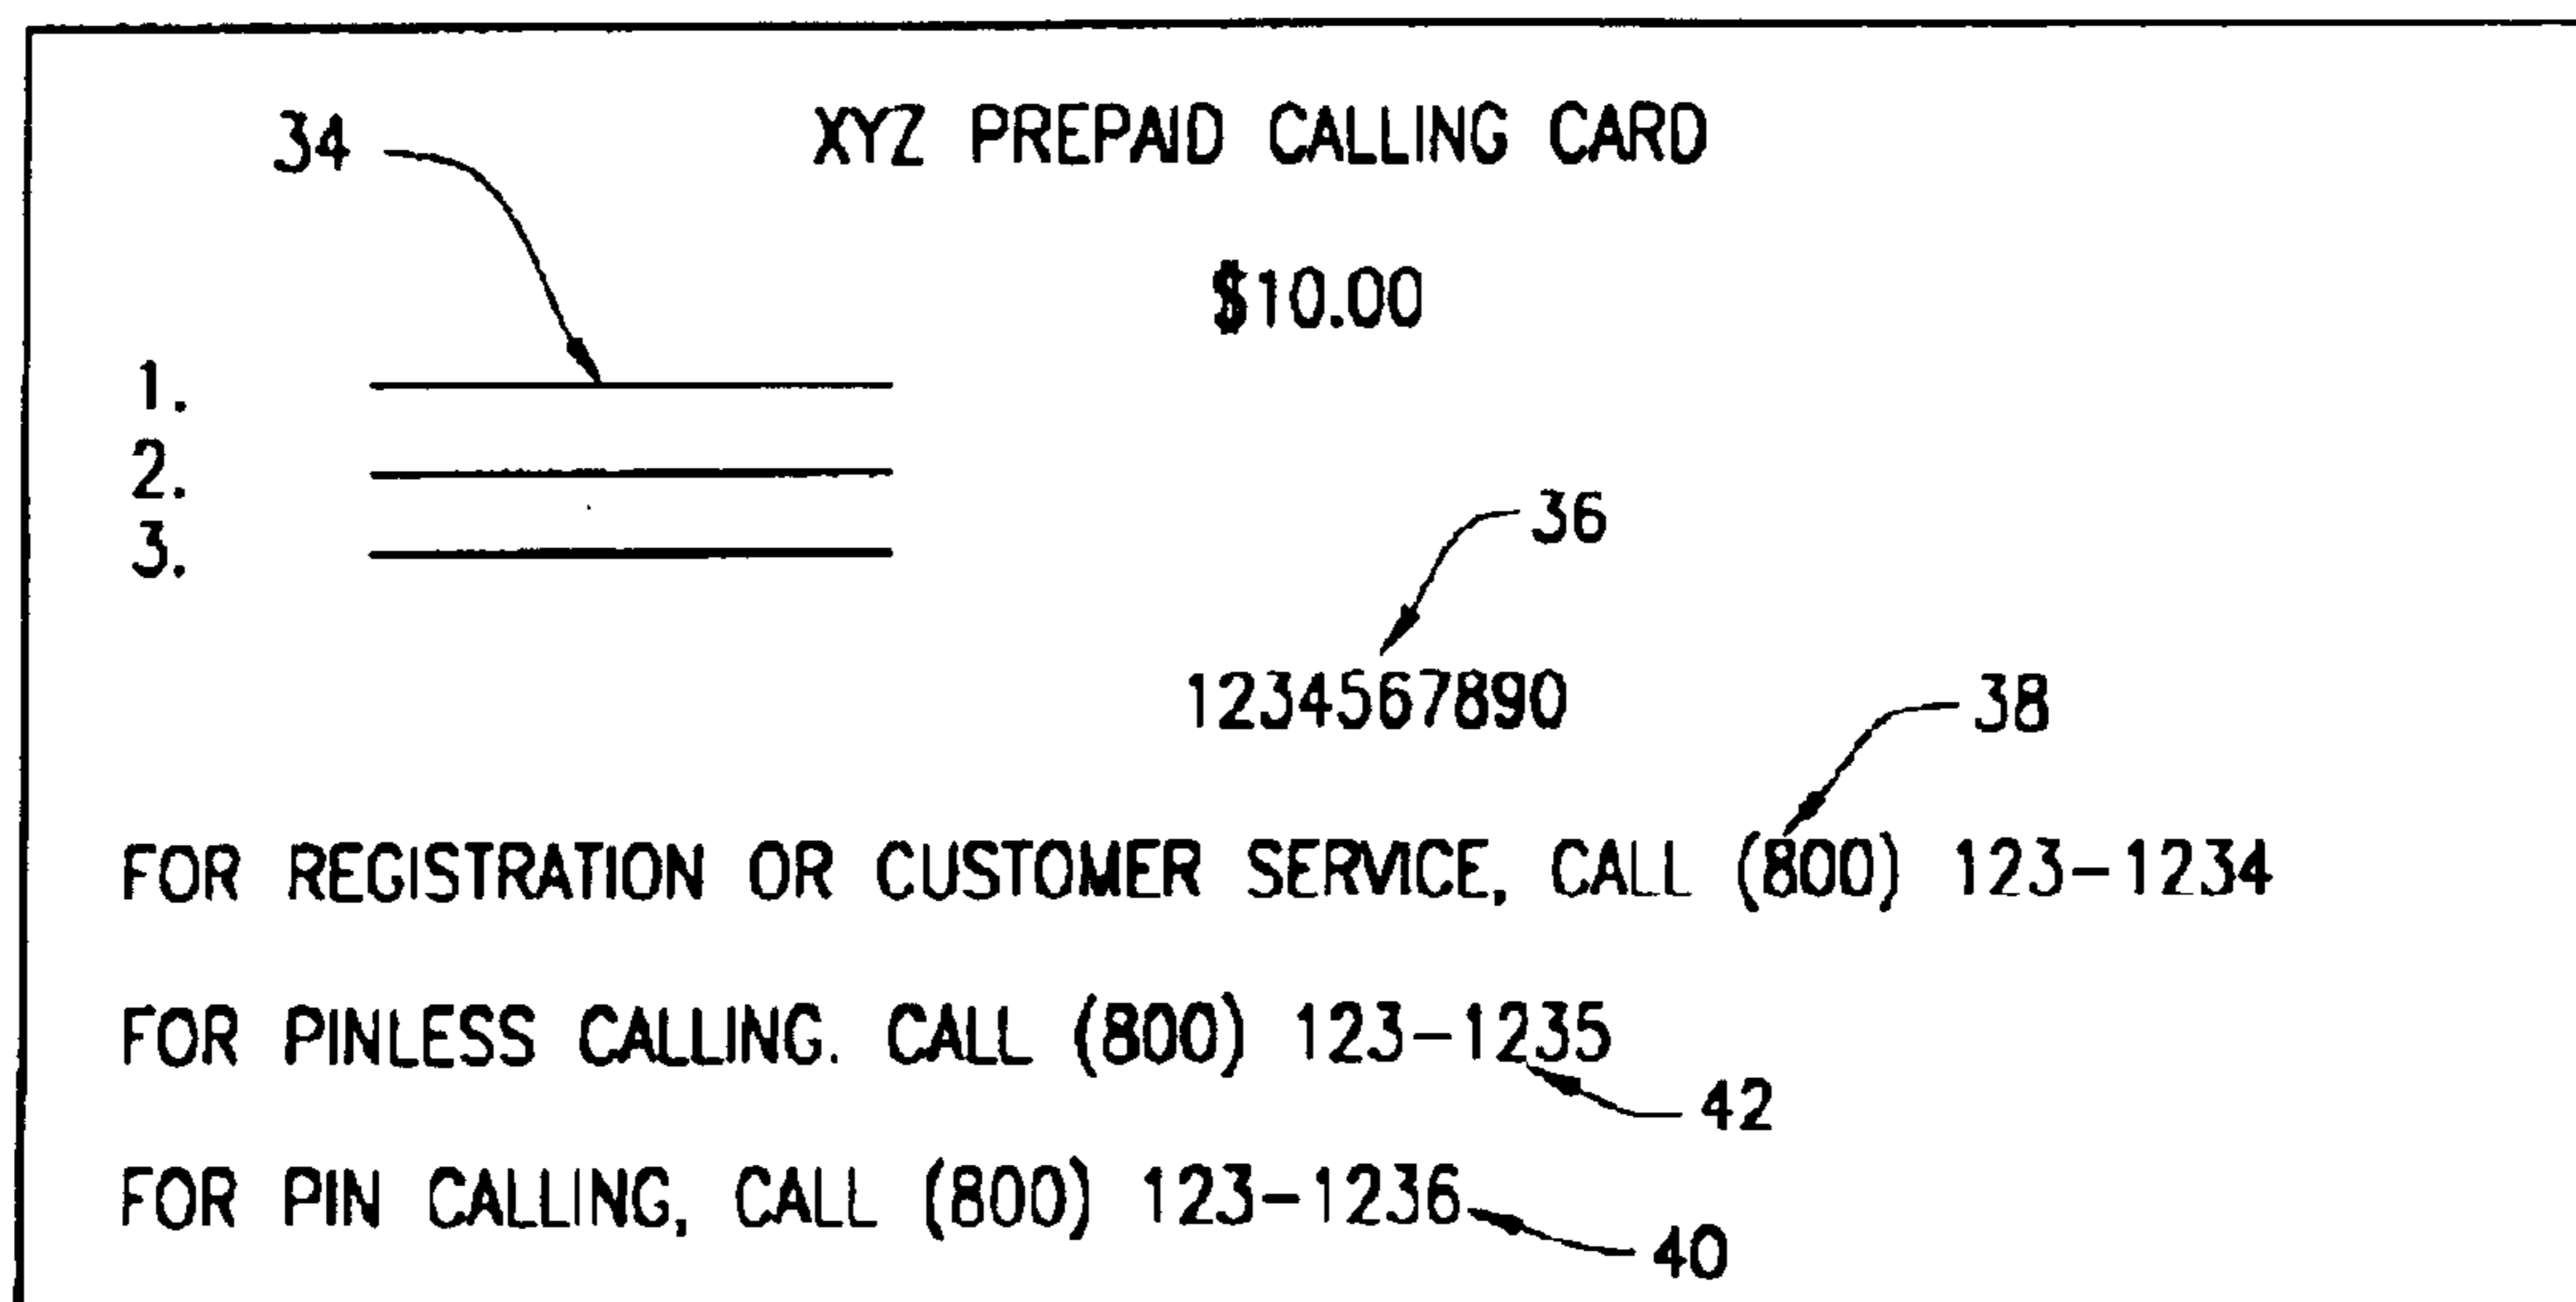 34
XYZ PREPAID CALLING CARD
$10.00
1.
2.
3.
36
1234567890
38
FOR REGISTRATION OR CUSTOMER SERVICE, CALL (800) 123-1234
FOR PINLESS CALLING. CALL (800) 123-1235
42
FOR PIN CALLING, CALL (800) 123-1236
40